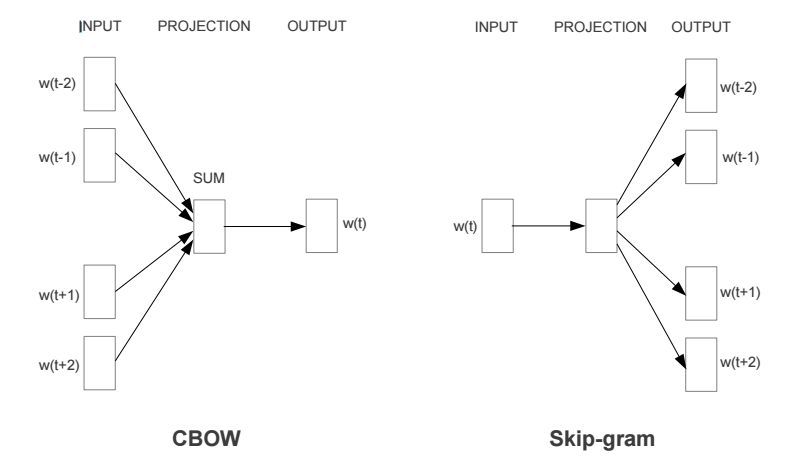 INPUT PROJECTION OUTPUT
w(t-2)
w(t-1)
SUM
w(t)
w(t+1)
w(t+2)
CBOW
INPUT PROJECTION OUTPUT
w(t-2)
w(t-1)
w(t)
w(t+1)
w(t+2)
Skip-gram